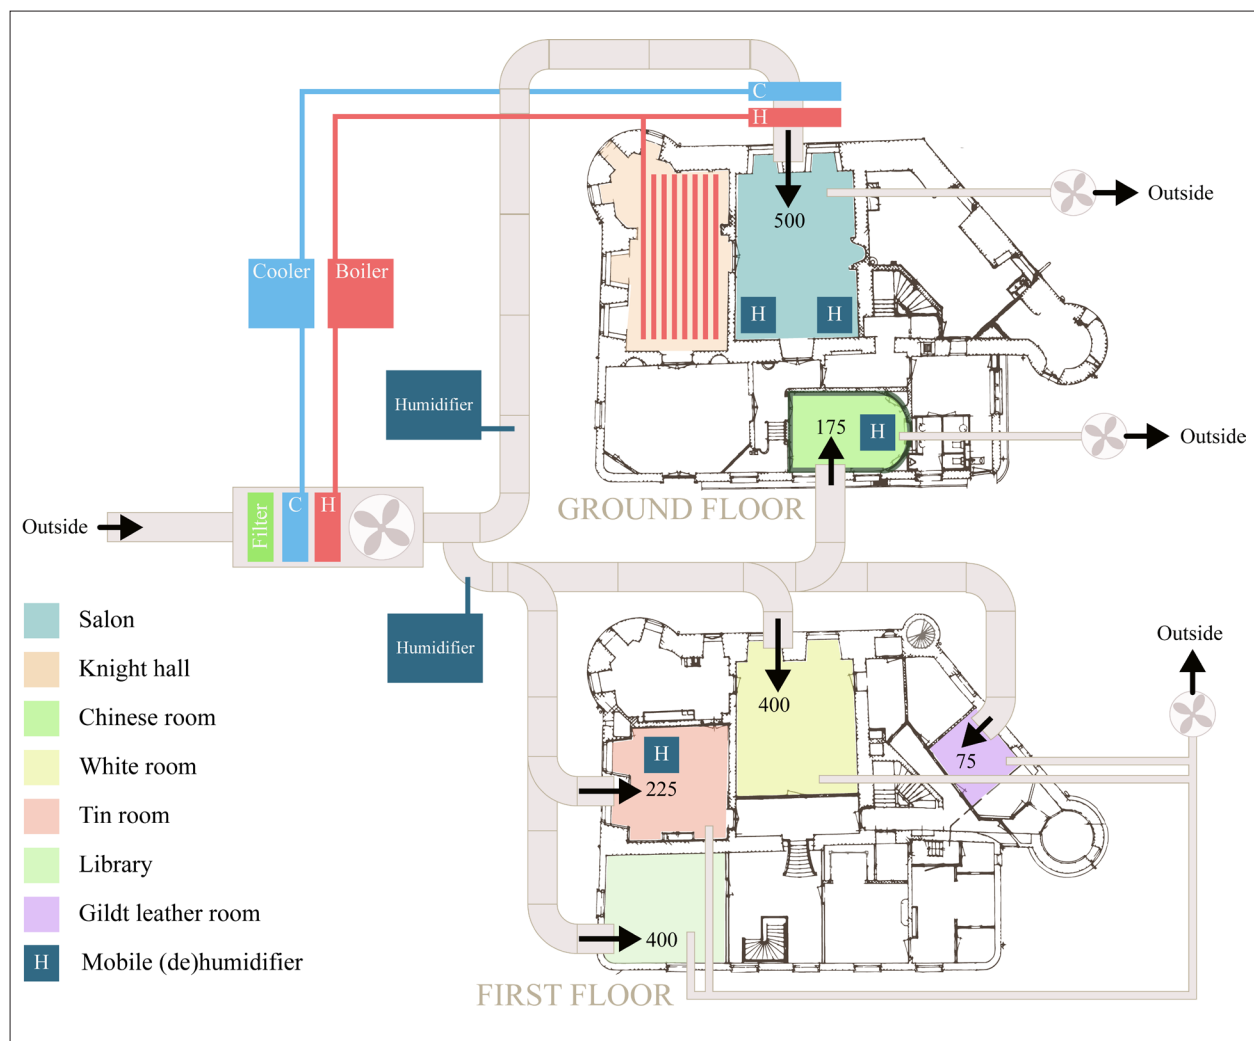 C
H
Outside
500
Cooler
Boiler
H
H
Humidifier
175
H
Outside
GROUND FLOOR
Outside
Filter
C
H
Salon
Humidifier
Outside
Knight hall
Chinese room
400
White room
H
75
225
Tin room
Library
Gildt leather room
400
H
Mobile (de)humidifier
FIRST FLOOR